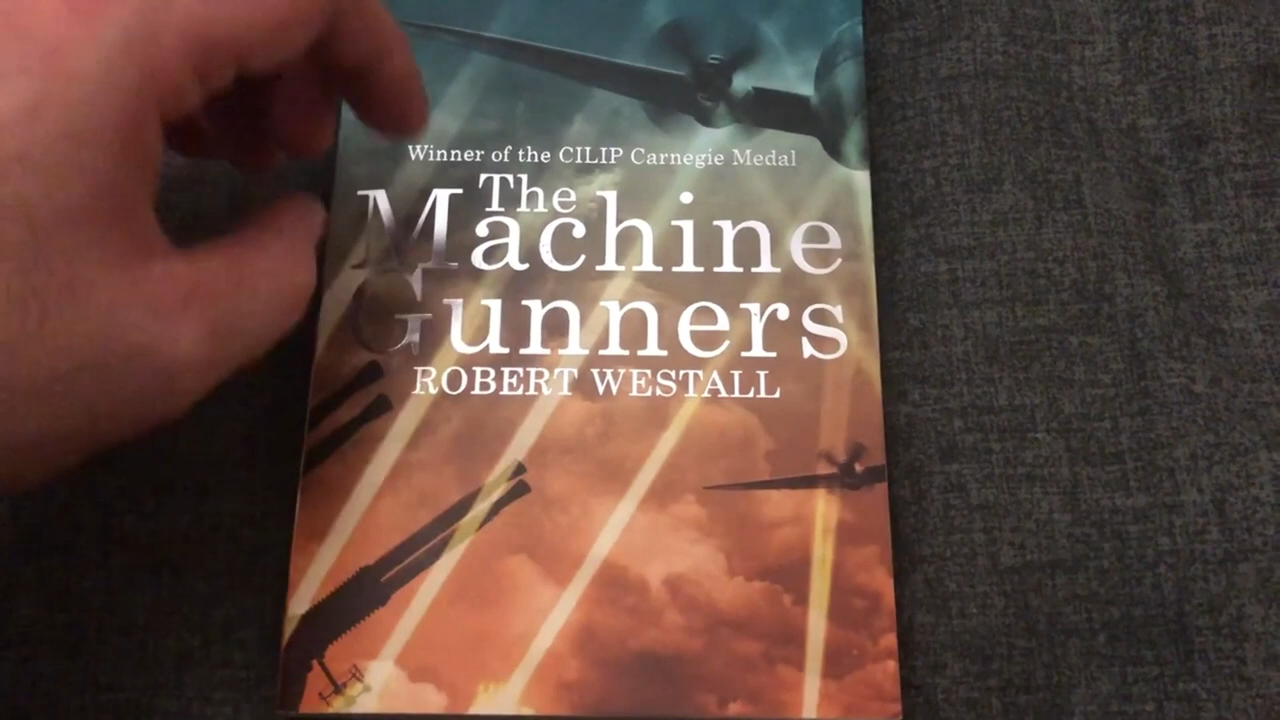 Winner of the CILIP Carnegie Medal
The
Machine
Gunners
ROBERT WESTALL